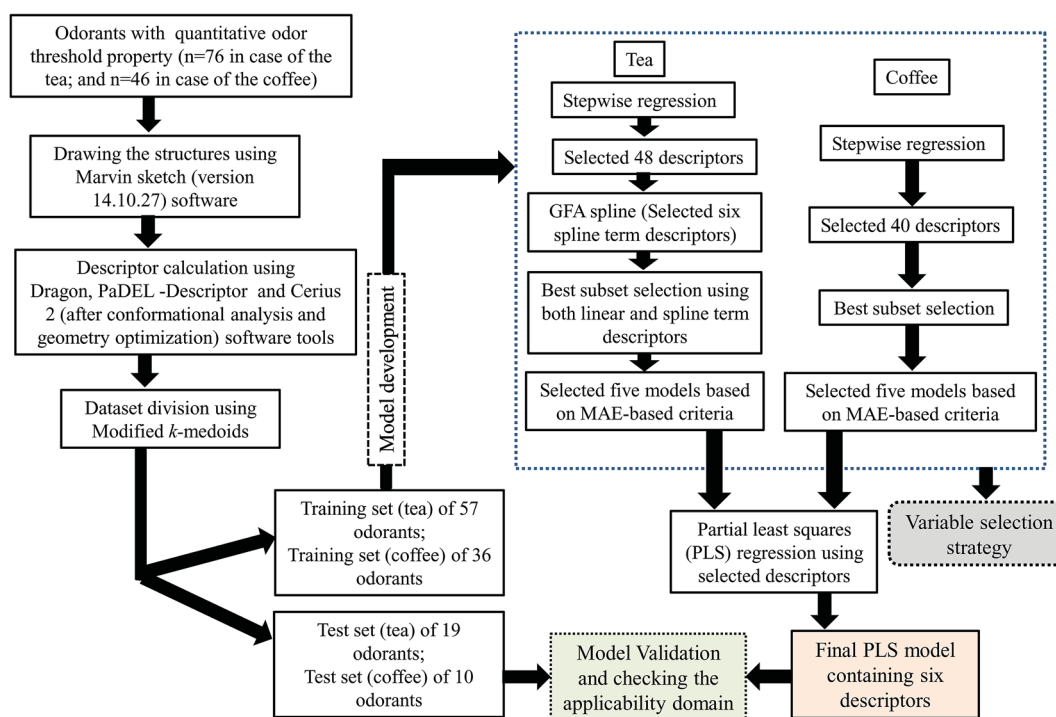 Odorants with quantitative odor
threshold property (n=76 in case of the
tea; and n=46 in case of the coffee)
Drawing the structures using
Marvin sketch (version
14.10.27) software
Descriptor calculation using
Dragon, PaDEL -Descriptor and Cerius
2 (after conformational analysis and
geometry optimization) software tools
Dataset division using
Modified k-medoids
Training set (tea) of 57
odorants;
Training set (coffee) of 36
odorants
Test set (tea) of 19
odorants;
Test set (coffee) of 10
odorants
Model development
Tea
Stepwise regression
Selected 48 descriptors
GFA spline (Selected six
spline term descriptors)
Best subset selection using
both linear and spline term
descriptors
Selected five models based
on MAE-based criteria
Coffee
Stepwise regression
Selected 40 descriptors
Best subset selection
Selected five models based
on MAE-based criteria
Variable selection
strategy
Partial least squares
(PLS) regression using
selected descriptors
Final PLS model
containing six
descriptors
Model Validation
and checking the
applicability domain